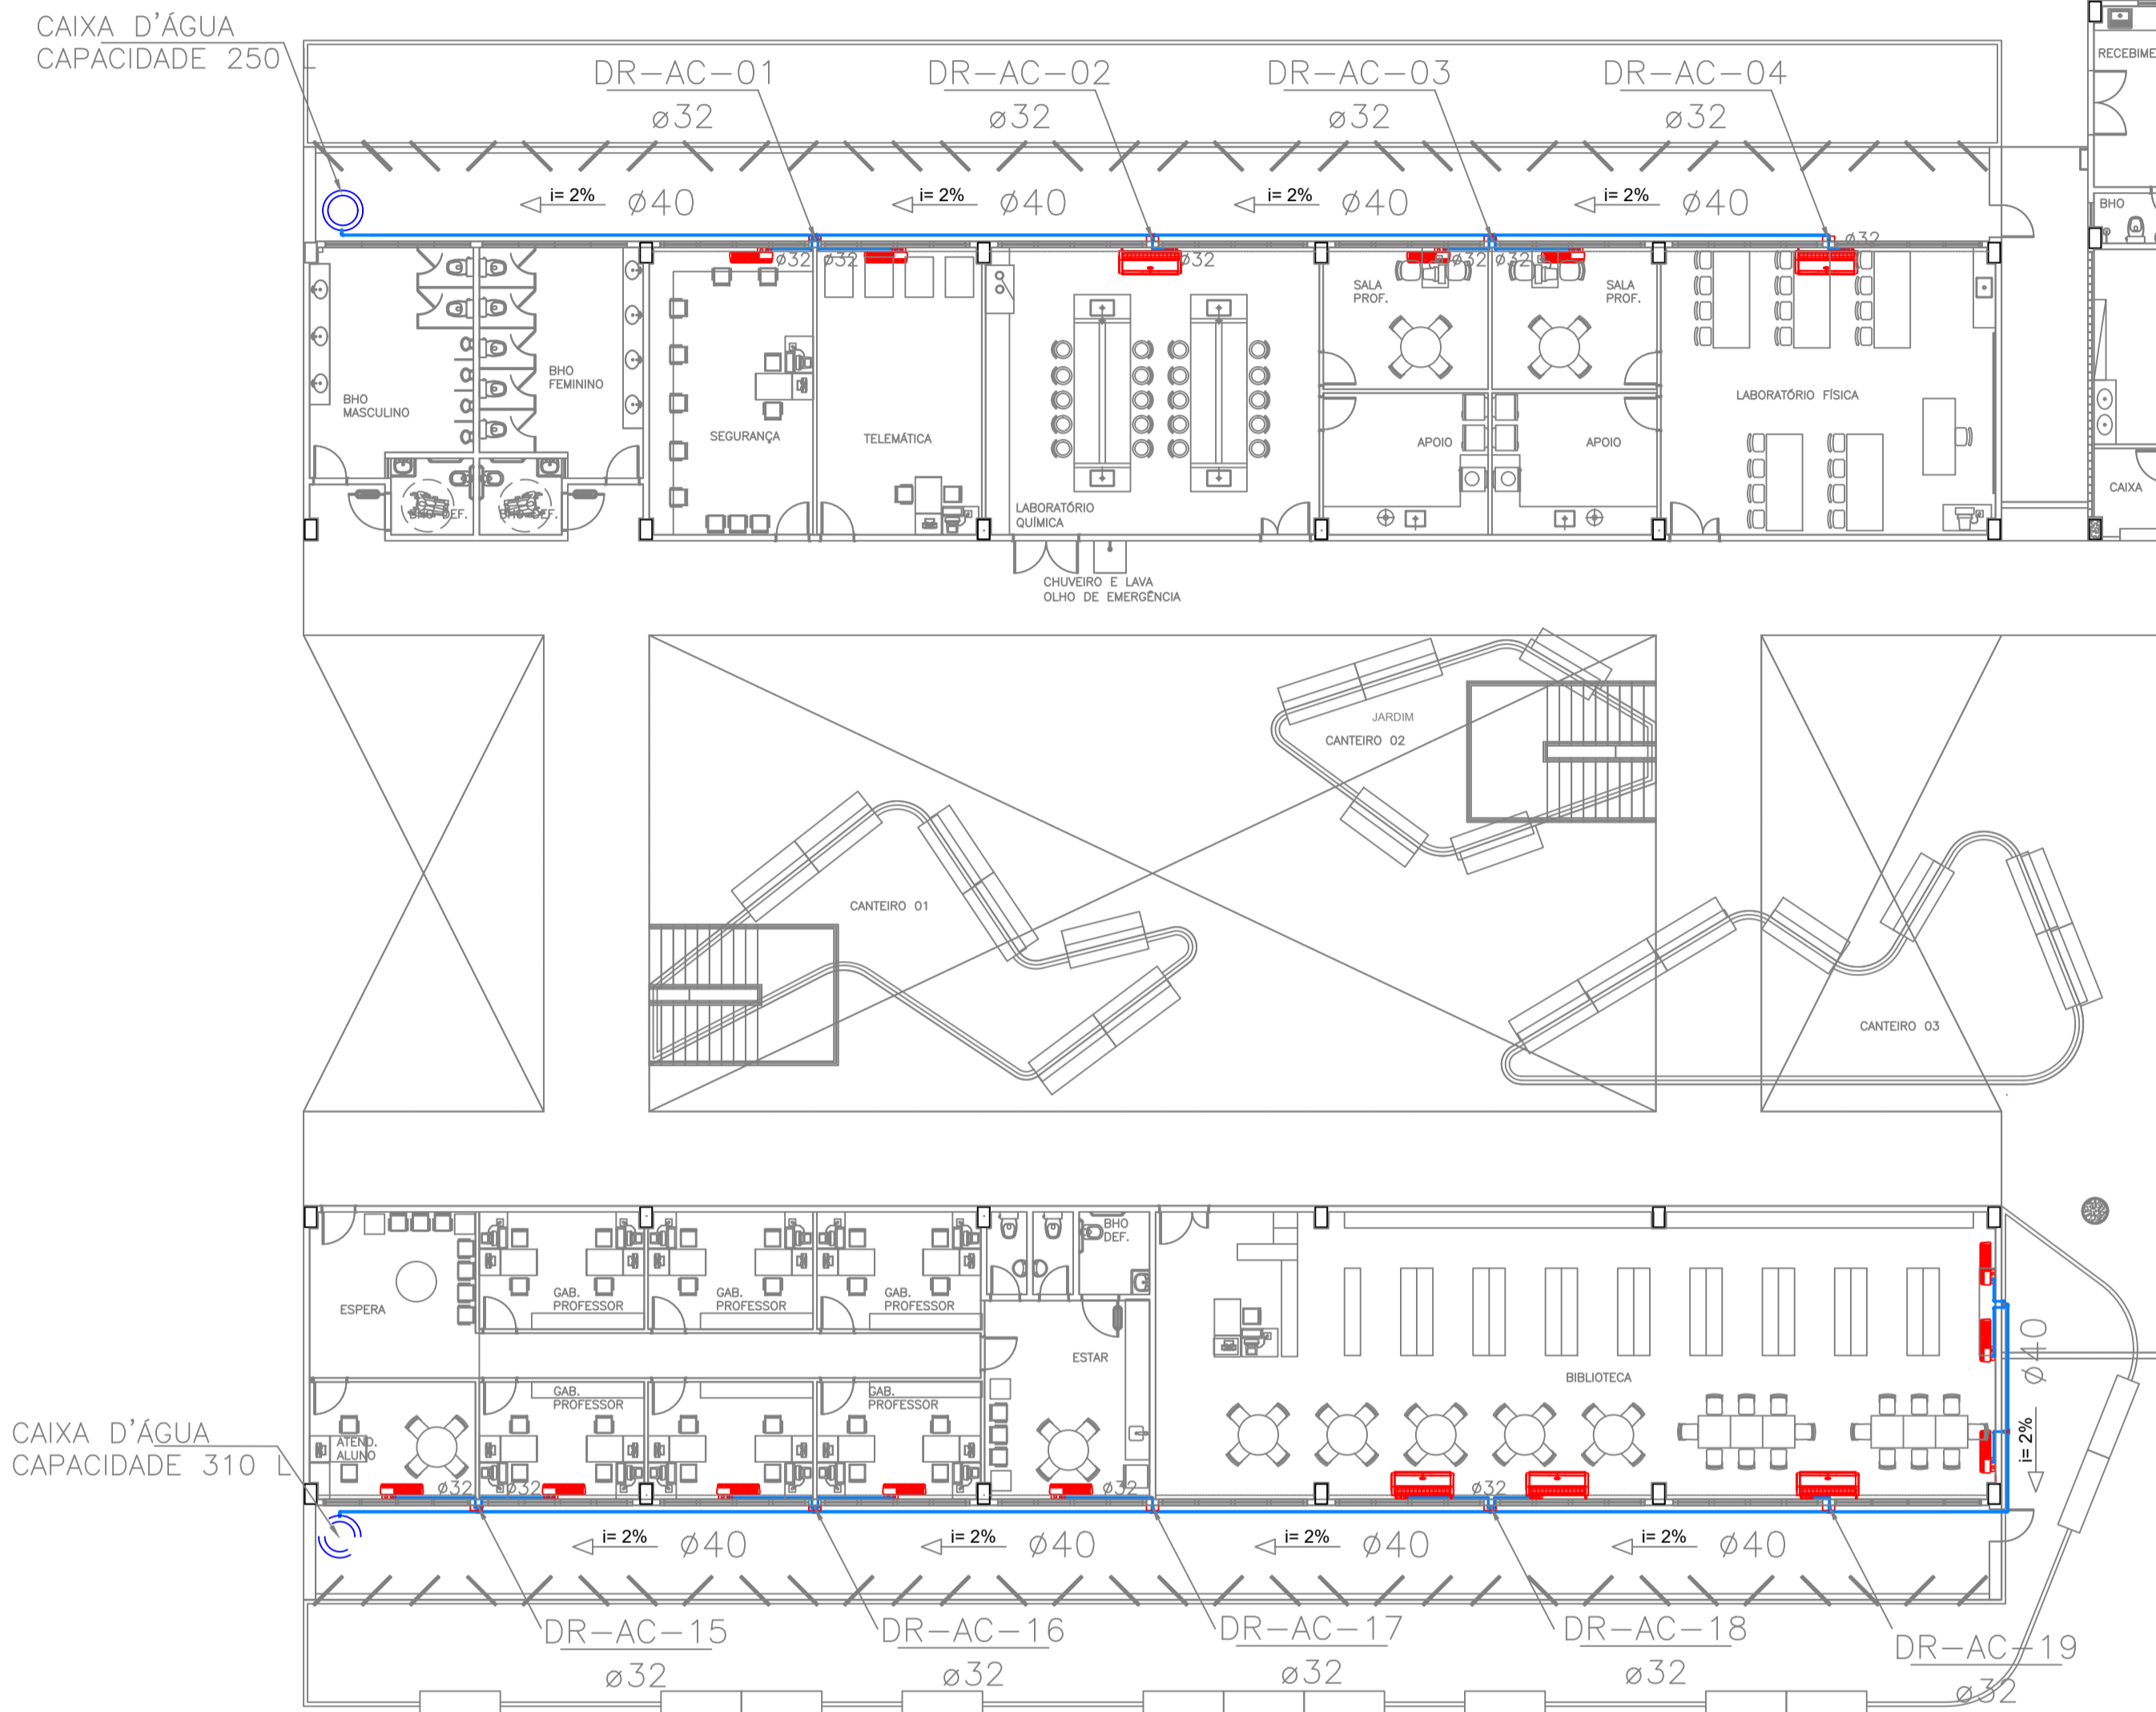 CAIXA D'ÁGUA
CAPACIDADE 250 L
DR-AC-01
ø32
DR-AC-02
ø32
DR-AC-03
ø32
DR-AC-04
ø32
RECEBIME
i= 2% ø40
i= 2% ø40
i= 2% ø40
i= 2% ø40
BHO
ø32
ø32
ø32
ø32
ø32
ø32
SALA
PROF.
SALA
PROF.
BHO
MASCULINO
BHO
FEMININO
SEGURANÇA
TELEMÁTICA
LABORATÓRIO FÍSICA
APOIO
APOIO
CAIXA
BHO DEF.
BHO DEF.
LABORATÓRIO
QUÍMICA
CHUVEIRO E LAVA
OLHO DE EMERGÊNCIA
JARDIM
CANTEIRO 02
CANTEIRO 01
CANTEIRO 03
BHO
DEF.
ESPERA
GAB.
PROFESSOR
GAB.
PROFESSOR
GAB.
PROFESSOR
ESTAR
BIBLIOTECA
ø40
i= 2%
GAB.
PROFESSOR
GAB.
PROFESSOR
CAIXA D'ÁGUA
CAPACIDADE 310 L
ATEND.
ALUNO
ø32
ø32
ø32
ø32
i= 2% ø40
i= 2% ø40
i= 2% ø40
i= 2% ø40
DR-AC-15
ø32
DR-AC-16
ø32
DR-AC-17
ø32
DR-AC-18
ø32
DR-AC-19
ø32